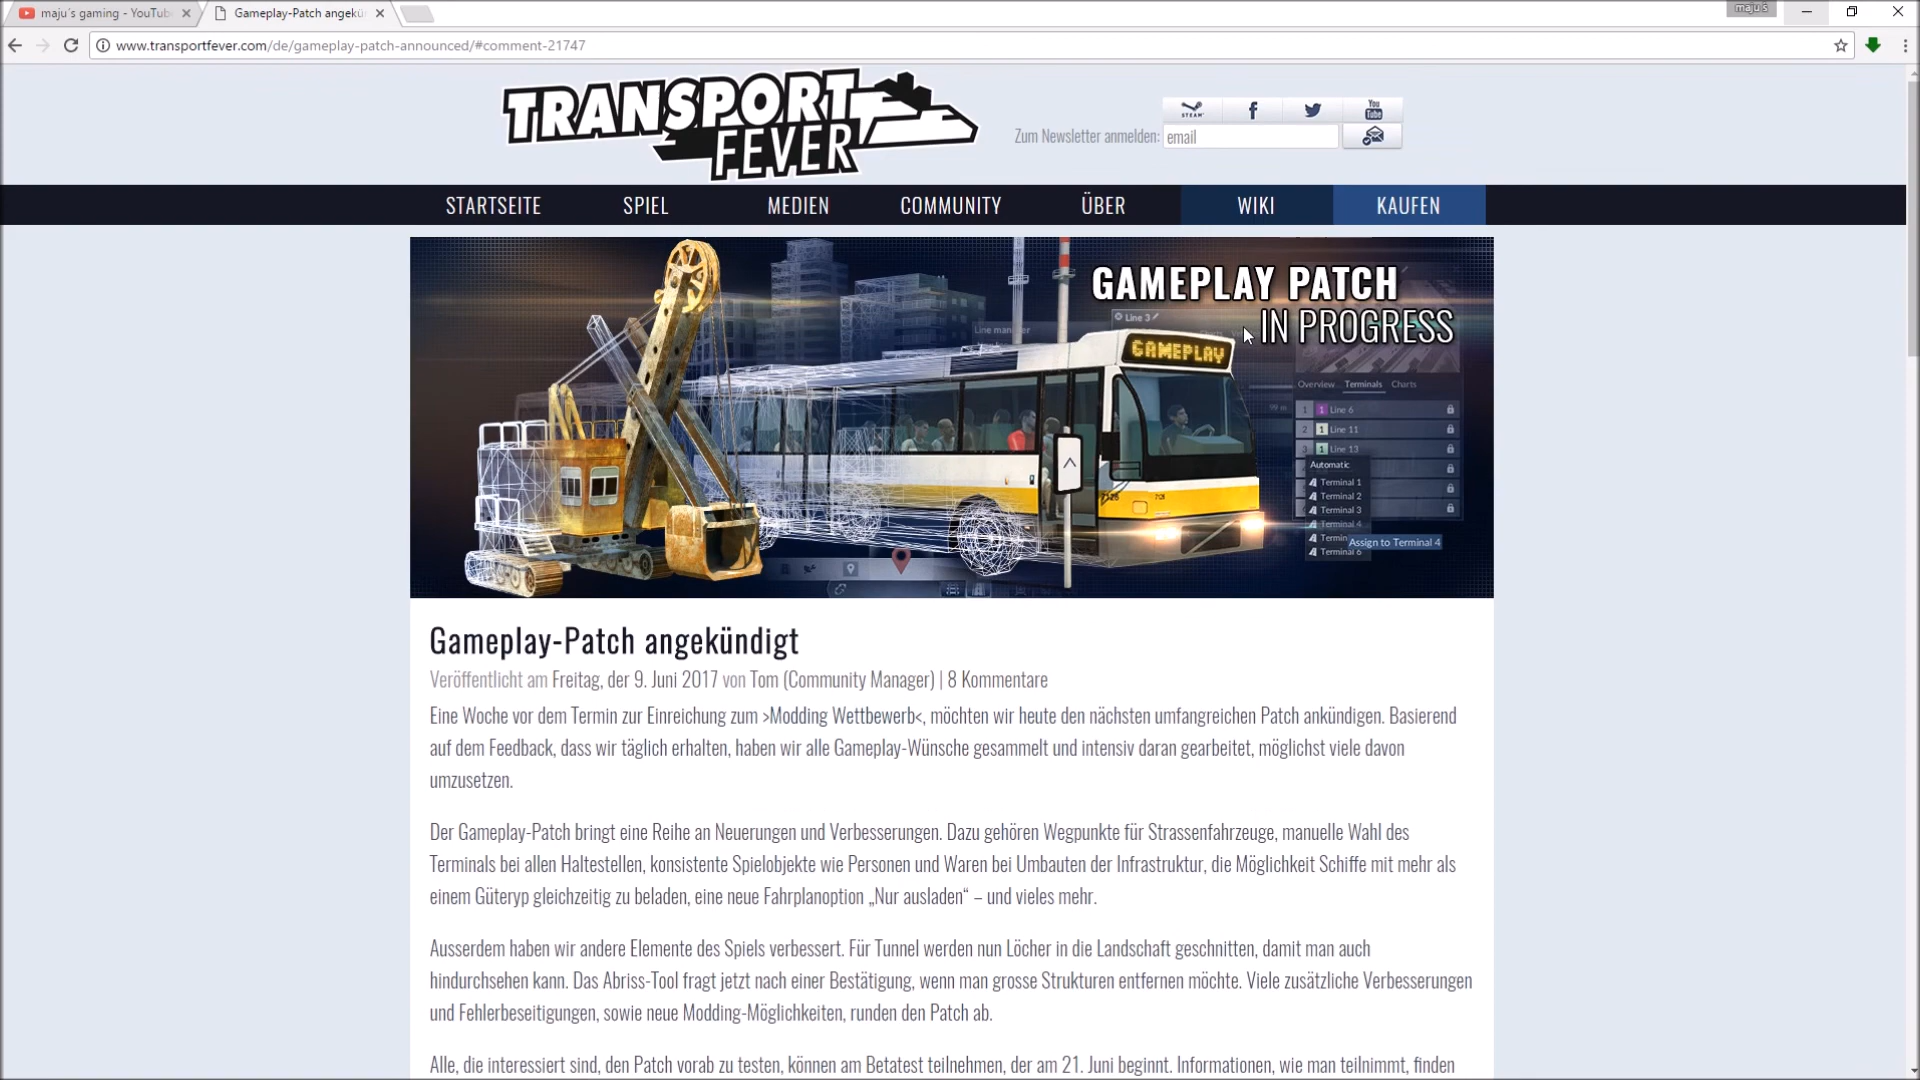 maju´s gaming - YouTub
Gameplay-Patch angekü
maju´s
www.transportfever.com/de/gameplay-patch-announced/#comment-21747
TRANSPORT
FEVER
STEAM
You
Tube
Zum Newsletter anmelden:
email
STARTSEITE
SPIEL
MEDIEN
COMMUNITY
ÜBER
WIKI
KAUFEN
GAMEPLAY PATCH
IN PROGRESS
Line 3
Line manager
GAMEPLAY
Overview Terminals Charts
1 1 Line 6
2 1 Line 11
3 1 Line 13
Automatic
Terminal 1
Terminal 2
Terminal 3
Terminal 4
Assign to Terminal 4
Terminal 6
Gameplay-Patch angekündigt
Veröffentlicht am Freitag, der 9. Juni 2017 von Tom (Community Manager) | 8 Kommentare
Eine Woche vor dem Termin zur Einreichung zum >Modding Wettbewerb<, möchten wir heute den nächsten umfangreichen Patch ankündigen. Basierend
auf dem Feedback, dass wir täglich erhalten, haben wir alle Gameplay-Wünsche gesammelt und intensiv daran gearbeitet, möglichst viele davon
umzusetzen.
Der Gameplay-Patch bringt eine Reihe an Neuerungen und Verbesserungen. Dazu gehören Wegpunkte für Strassenfahrzeuge, manuelle Wahl des
Terminals bei allen Haltestellen, konsistente Spielobjekte wie Personen und Waren bei Umbauten der Infrastruktur, die Möglichkeit Schiffe mit mehr als
einem Güteryp gleichzeitig zu beladen, eine neue Fahrplanoption „Nur ausladen“ – und vieles mehr.
Ausserdem haben wir andere Elemente des Spiels verbessert. Für Tunnel werden nun Löcher in die Landschaft geschnitten, damit man auch
hindurchsehen kann. Das Abriss-Tool fragt jetzt nach einer Bestätigung, wenn man grosse Strukturen entfernen möchte. Viele zusätzliche Verbesserungen
und Fehlerbeseitigungen, sowie neue Modding-Möglichkeiten, runden den Patch ab.
Alle, die interessiert sind, den Patch vorab zu testen, können am Betatest teilnehmen, der am 21. Juni beginnt. Informationen, wie man teilnimmt, finden